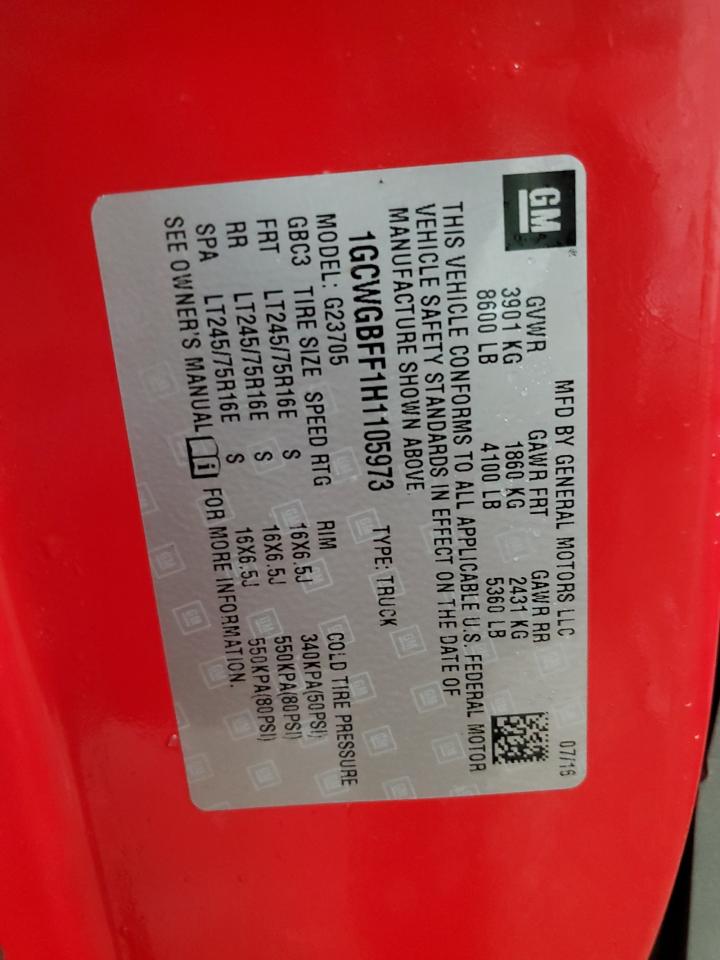 GM
MFD BY GENERAL MOTORS LLC 07/16
GVWR GAWR FRT GAWR RR
3901 KG 1860 KG 2431 KG
8600 LB 4100 LB 5360 LB
THIS VEHICLE CONFORMS TO ALL APPLICABLE U.S. FEDERAL MOTOR
VEHICLE SAFETY STANDARDS IN EFFECT ON THE DATE OF
MANUFACTURE SHOWN ABOVE.
1GCWGBFF1H1105973 TYPE: TRUCK
MODEL: G23705
GBC3 TIRE SIZE SPEED RTG RIM COLD TIRE PRESSURE
FRT LT245/75R16E S 16X6.5J 340KPA(50PSI)
RR LT245/75R16E S 16X6.5J 550KPA(80PSI)
SPA LT245/75R16E S 16X6.5J 550KPA(80PSI)
SEE OWNER'S MANUAL FOR MORE INFORMATION.